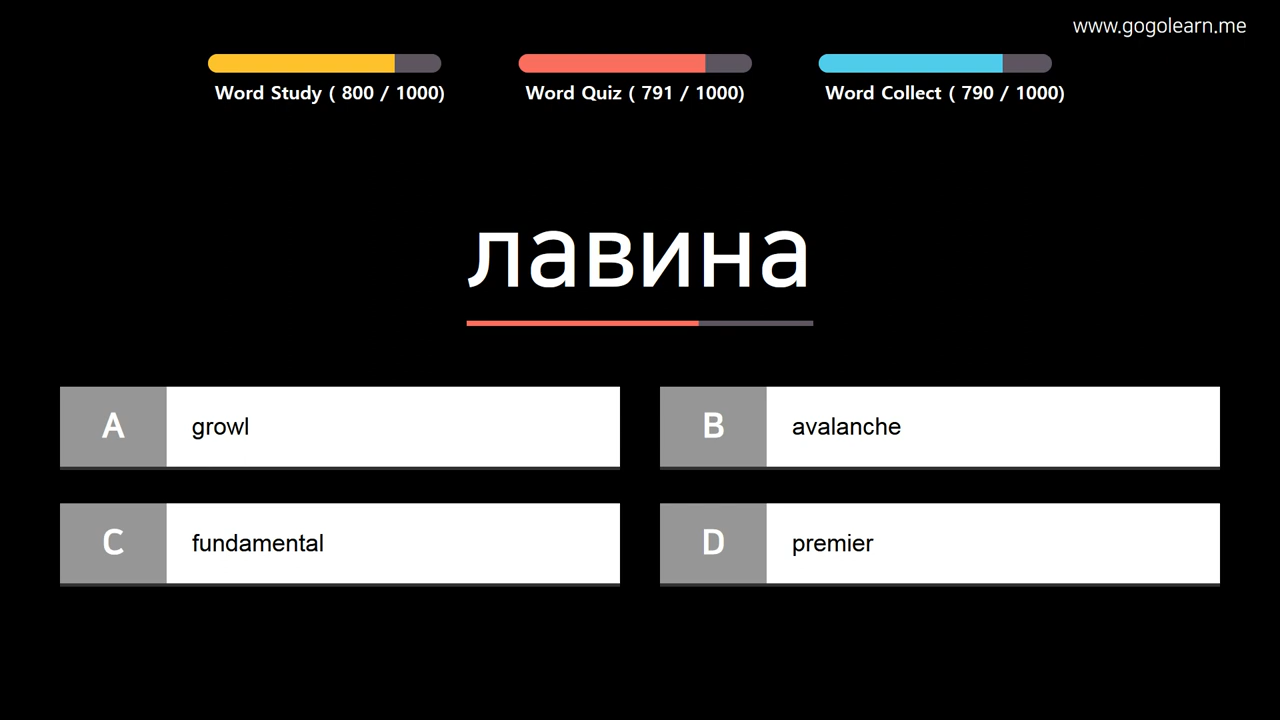 www.gogolearn.me
Word Study ( 800 / 1000)
Word Quiz ( 791 / 1000)
Word Collect ( 790 / 1000)
лавина
A growl
B avalanche
C fundamental
D premier